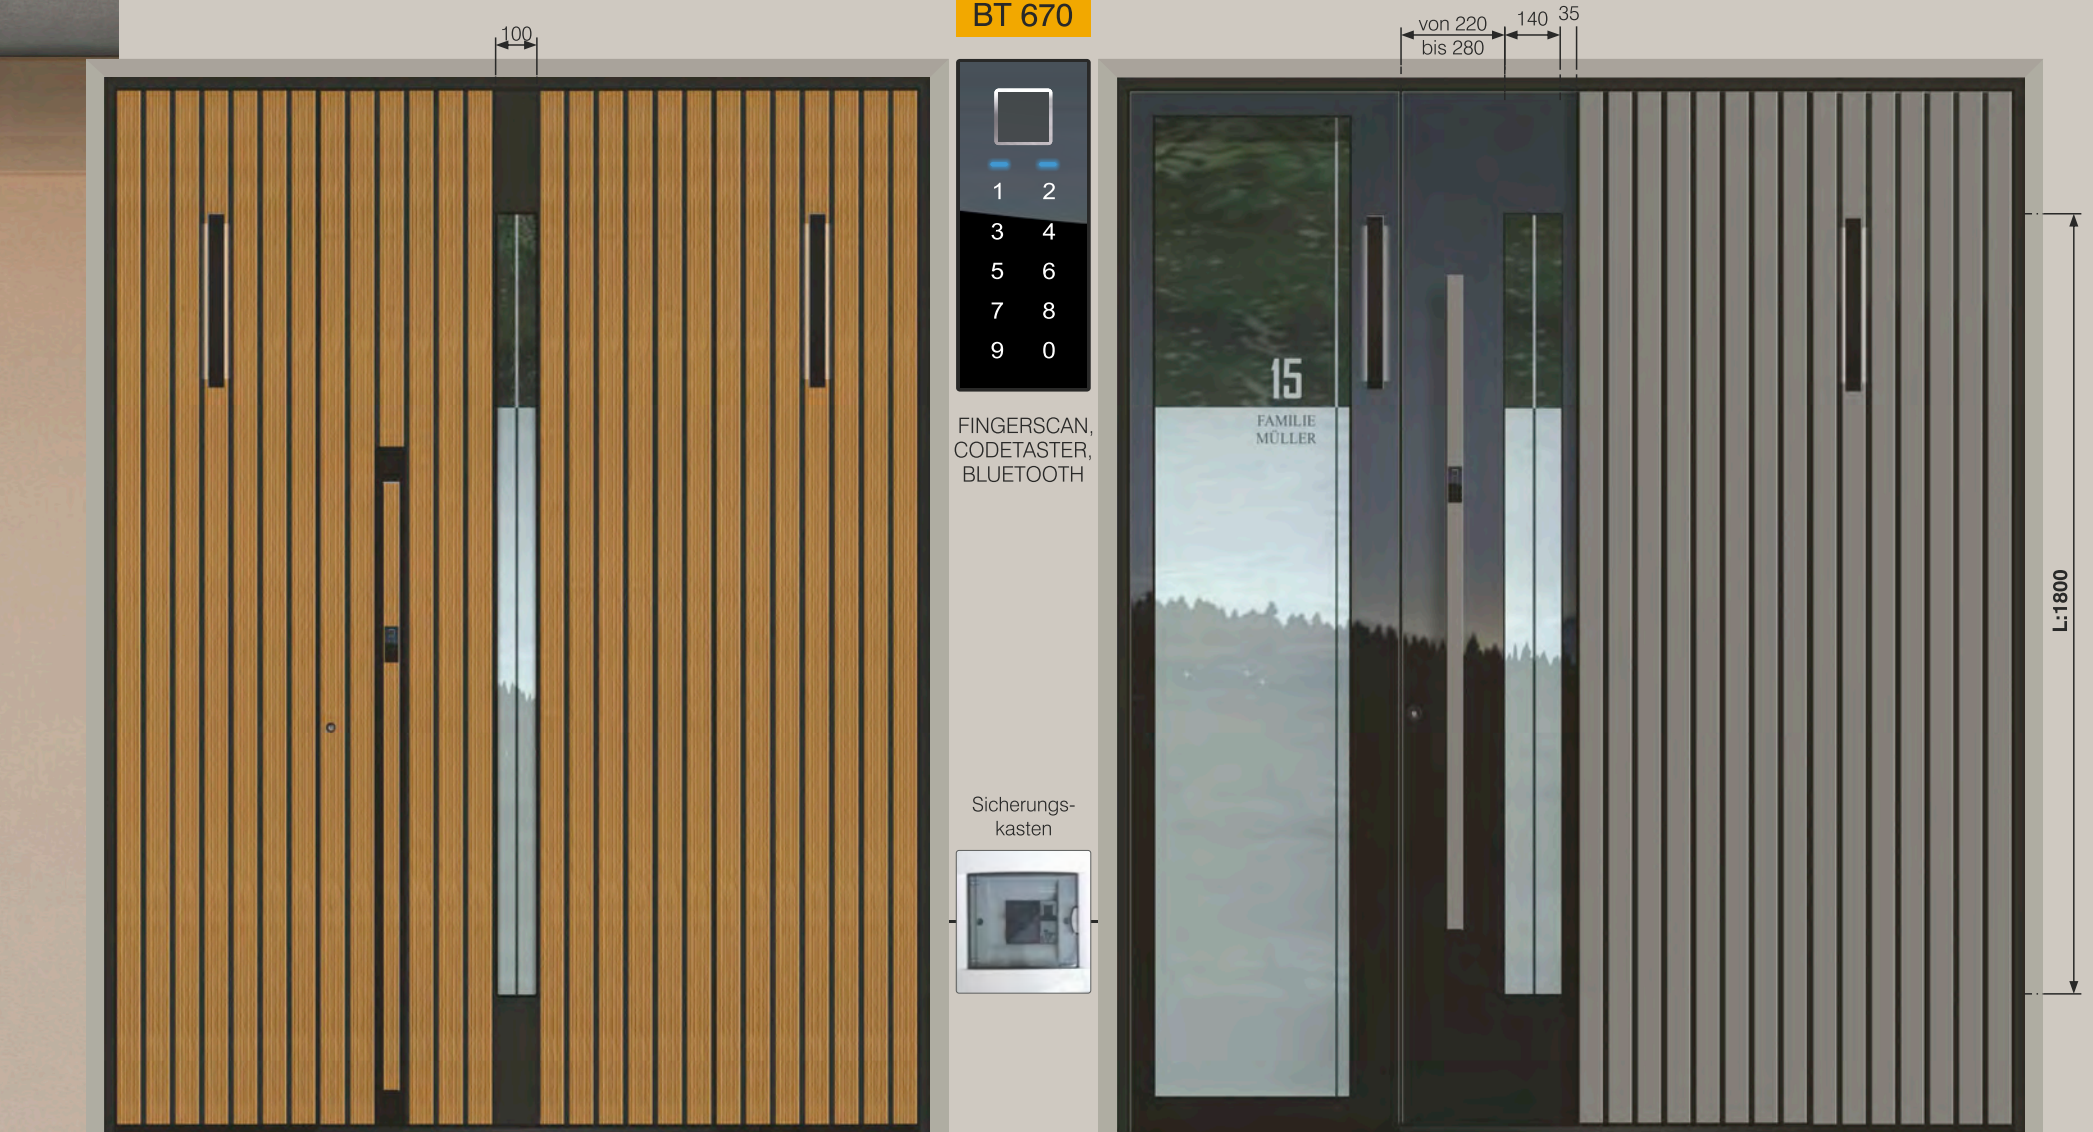 BT 670
100
von 220
bis 280
140
35
1 2
3 4
5 6
7 8
9 0
FINGERSCAN,
CODETASTER,
BLUETOOTH
15
FAMILIE
MÜLLER
L:1800
Sicherungs-
kasten